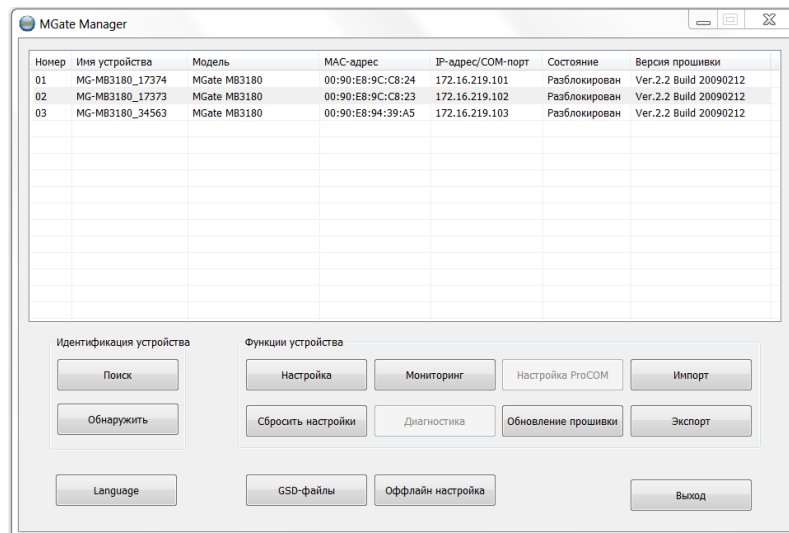 MGate Manager
Номер Имя устройства Модель MAC-адрес IP-адрес/COM-порт Состояние Версия прошивки
01 MG-MB3180_17374 MGate MB3180 00:90:E8:9C:C8:24 172.16.219.101 Разблокирован Ver.2.2 Build 20090212
02 MG-MB3180_17373 MGate MB3180 00:90:E8:9C:C8:23 172.16.219.102 Разблокирован Ver.2.2 Build 20090212
03 MG-MB3180_34563 MGate MB3180 00:90:E8:94:39:A5 172.16.219.103 Разблокирован Ver.2.2 Build 20090212
Идентификация устройства Функции устройства
Поиск Настройка Мониторинг Настройка ProCOM Импорт
Обнаружить Сбросить настройки Диагностика Обновление прошивки Экспорт
Language GSD-файлы Оффлайн настройка Выход